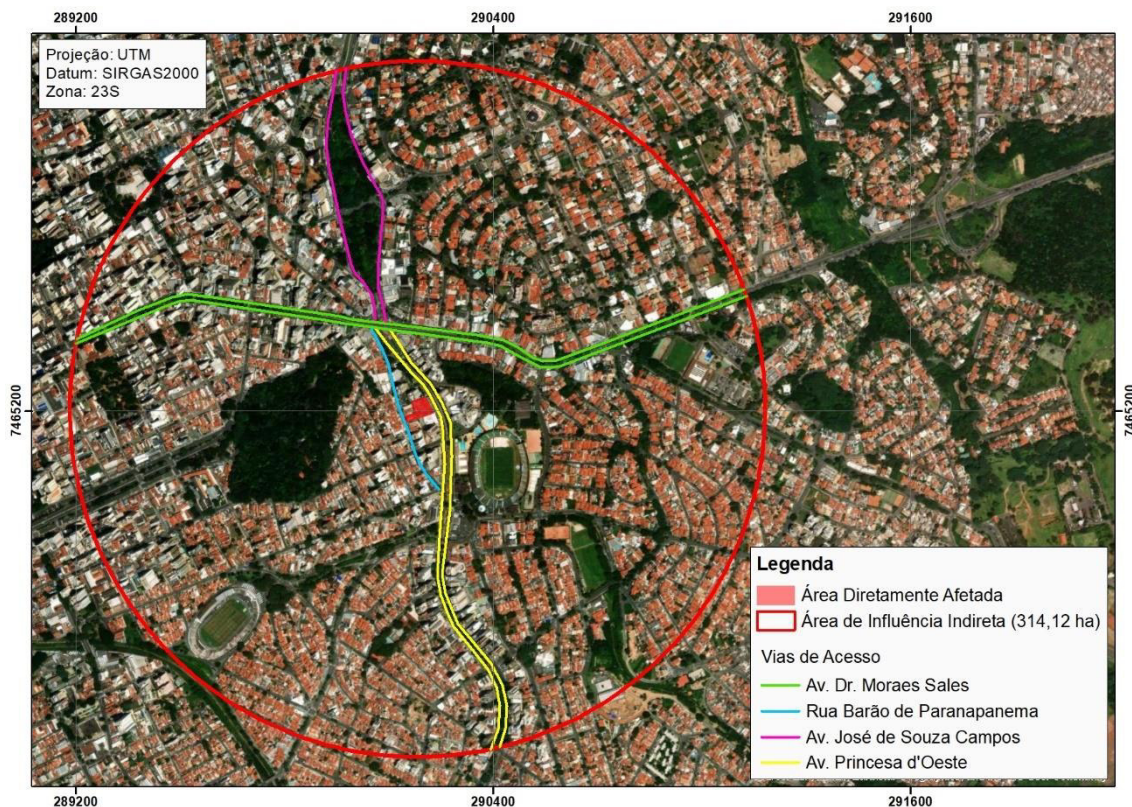 289200
290400
291600
Projeção: UTM
Datum: SIRGAS2000
Zona: 23S
7465200
7465200
Legenda
Área Diretamente Afetada
Área de Influência Indireta (314,12 ha)
Vias de Acesso
Av. Dr. Moraes Sales
Rua Barão de Paranapanema
Av. José de Souza Campos
Av. Princesa d'Oeste
289200
290400
291600